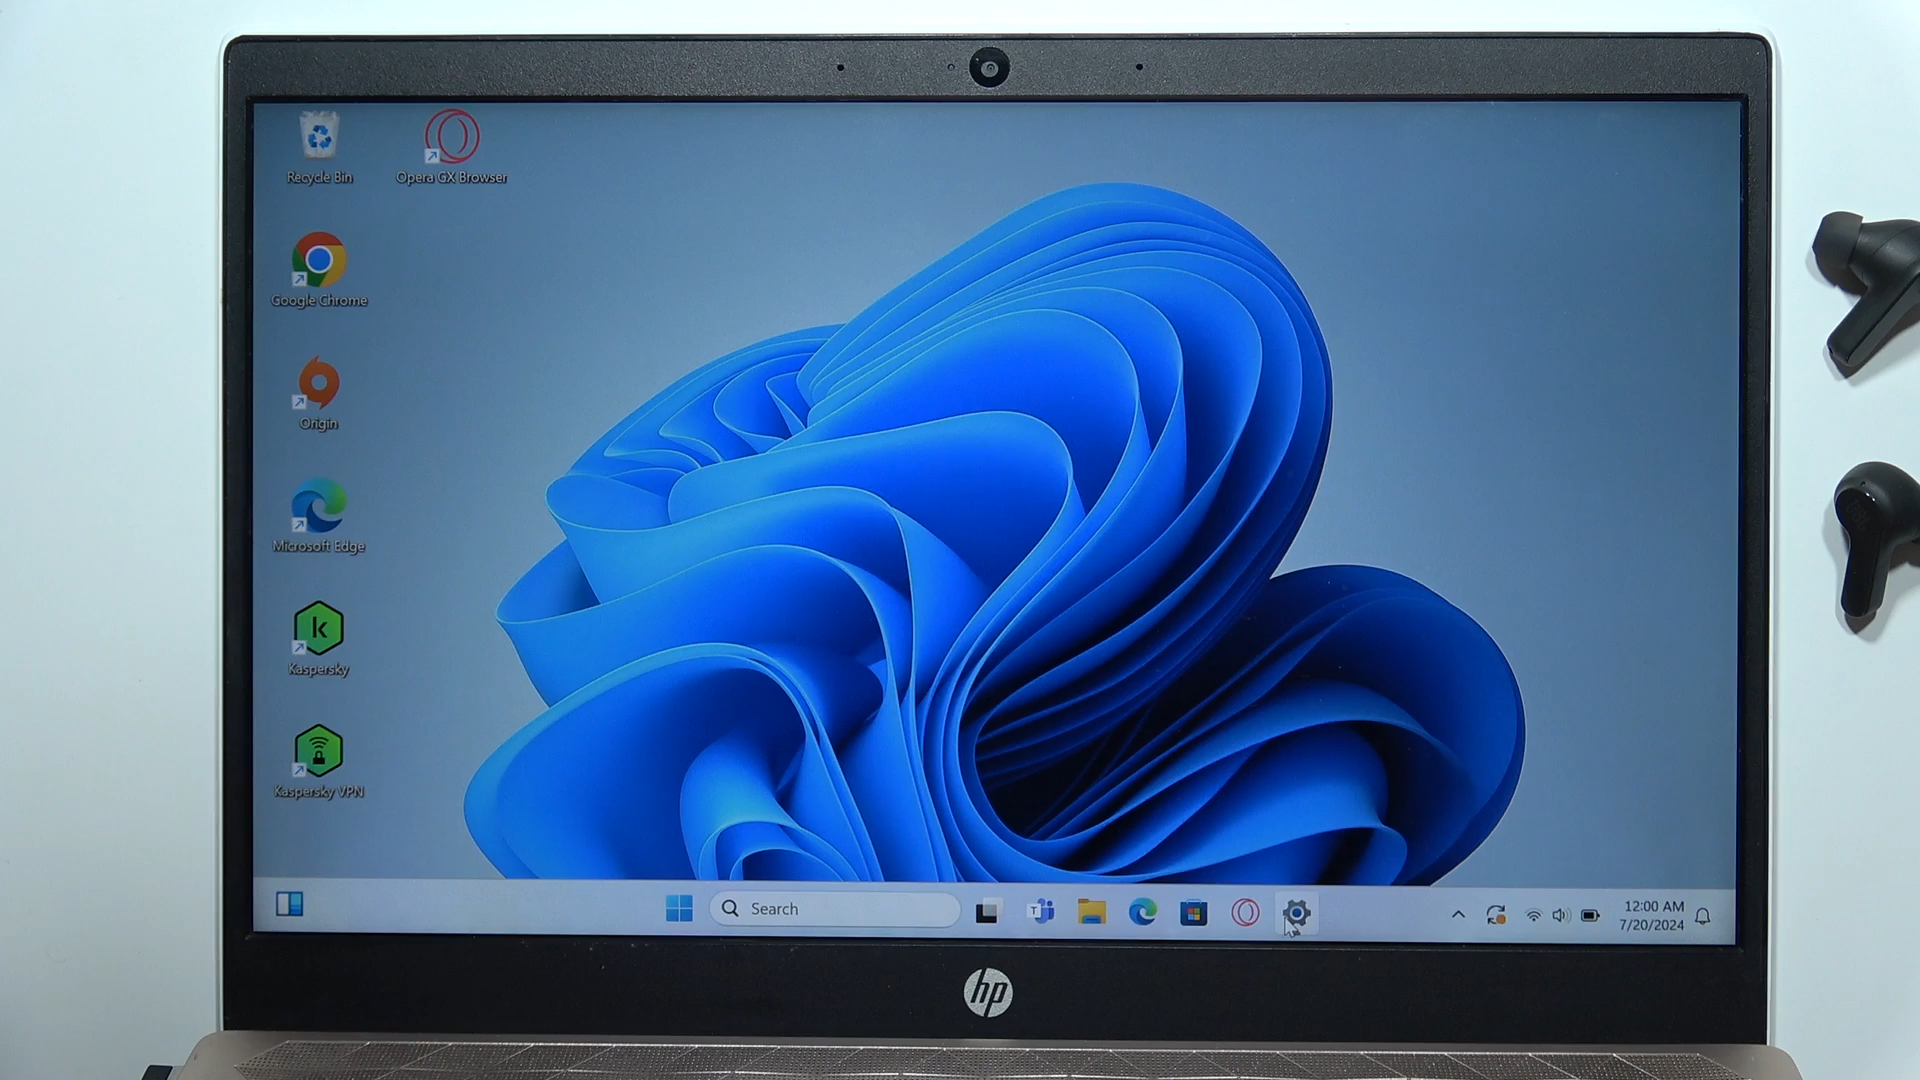 Recycle Bin
Opera GX Browser
Google Chrome
Origin
Microsoft Edge
k
Kaspersky
Kaspersky VPN
Search
T
12:00 AM
7/20/2024
hp